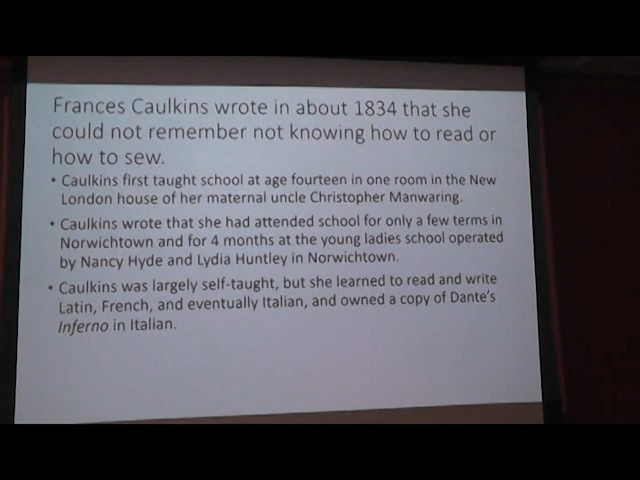 Frances Caulkins wrote in about 1834 that she
could not remember not knowing how to read or
how to sew.
• Caulkins first taught school at age fourteen in one room in the New
London house of her maternal uncle Christopher Manwaring.
• Caulkins wrote that she had attended school for only a few terms in
Norwichtown and for 4 months at the young ladies school operated
by Nancy Hyde and Lydia Huntley in Norwichtown.
• Caulkins was largely self-taught, but she learned to read and write
Latin, French, and eventually Italian, and owned a copy of Dante's
Inferno in Italian.